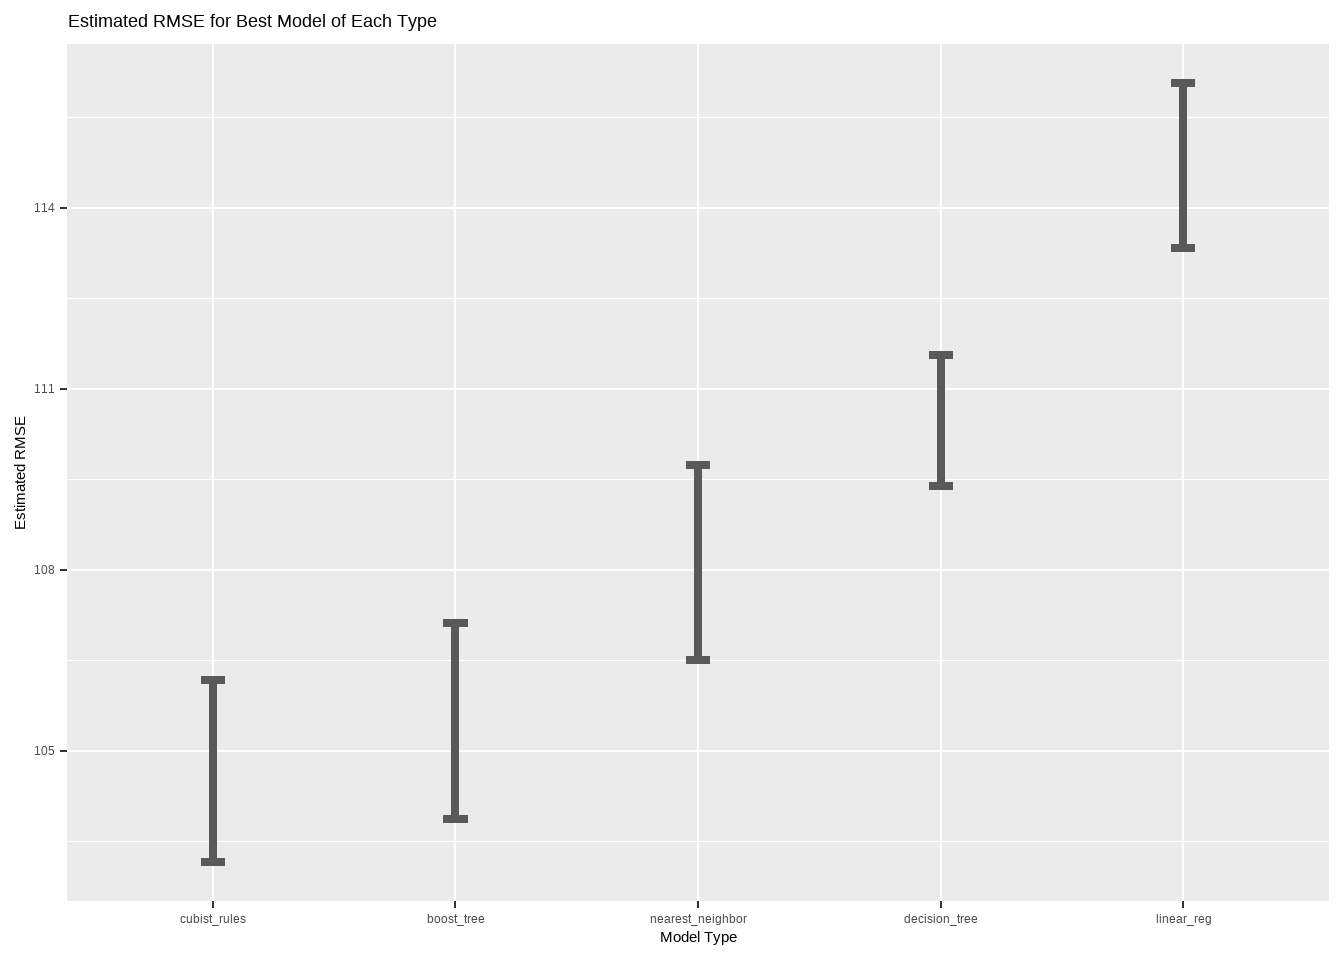 Estimated RMSE for Best Model of Each Type
Estimated RMSE
114
111
108
105
cubist_rules boost_tree nearest_neighbor decision_tree linear_reg
Model Type